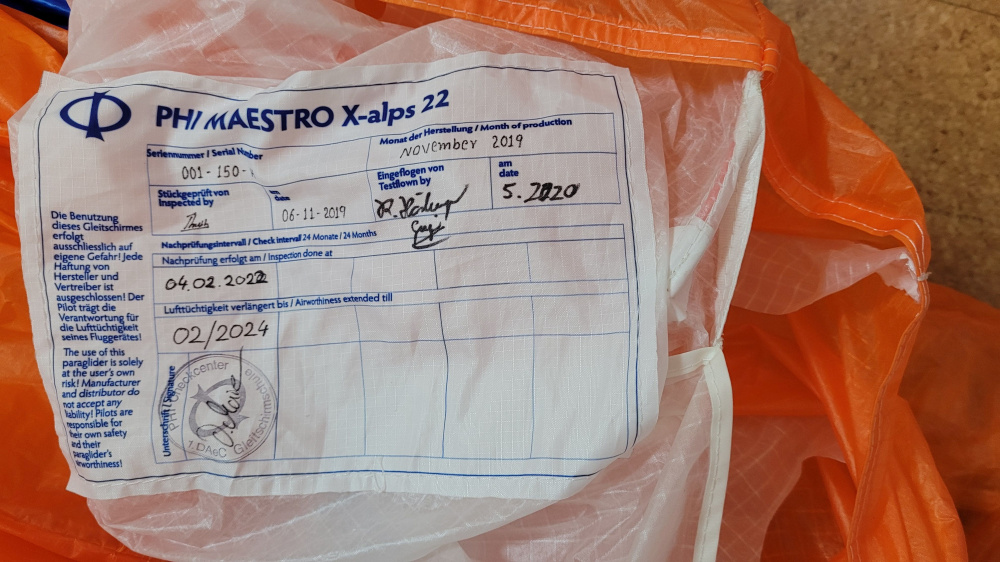 PHI MAESTRO X-alps 22
Seriennummer / Serial Number
001-150-
Monat der Herstellung / Month of production
November 2019
Stückgeprüft von
Inspected by
am
date
06-11-2019
Eingeflogen von
Testflown by
am
date
5.2020
Nachprüfungsintervall / Check interval 24 Monate / 24 Months
Nachprüfung erfolgt am / Inspection done at
04.02.2022
Lufttüchtigkeit verlängert bis / Airworthiness extended till
02/2024
Unterschrift / Signature
PHI Checkcenter
1.DAeC Gleitschirm
Die Benutzung
dieses Gleitschirmes
erfolgt
ausschliesslich auf
eigene Gefahr! Jede
Haftung von
Hersteller und
Vertreiber ist
ausgeschlossen! Der
Pilot trägt die
Verantwortung für
die Lufttüchtigkeit
seines Fluggerätes!
The use of this
paraglider is solely
at the user's own
risk! Manufacturer
and distributor do
not accept any
liability! Pilots are
responsible for
their own safety
and their
paraglider's
airworthiness!